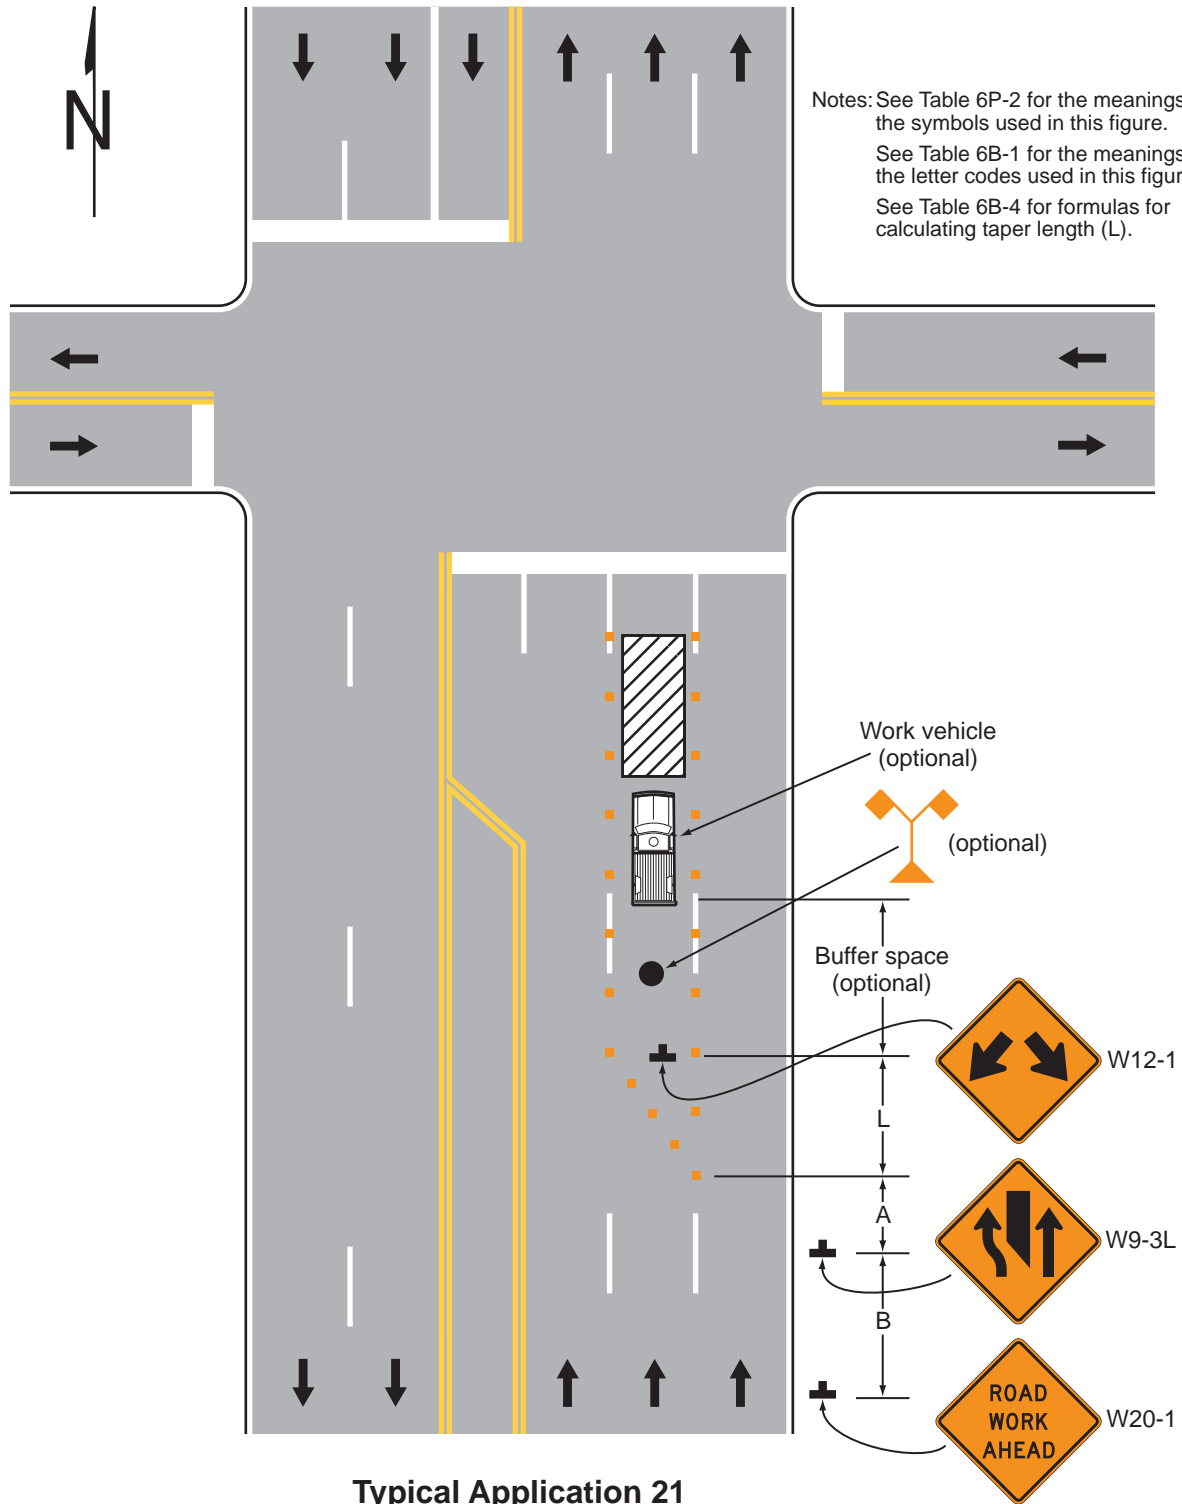 N
Notes: See Table 6P-2 for the meanings
the symbols used in this figure.
See Table 6B-1 for the meanings
the letter codes used in this figur
See Table 6B-4 for formulas for
calculating taper length (L).
Work vehicle
(optional)
(optional)
Buffer space
(optional)
W12-1
L
A
W9-3L
B
ROAD
WORK
AHEAD
W20-1
Typical Application 21